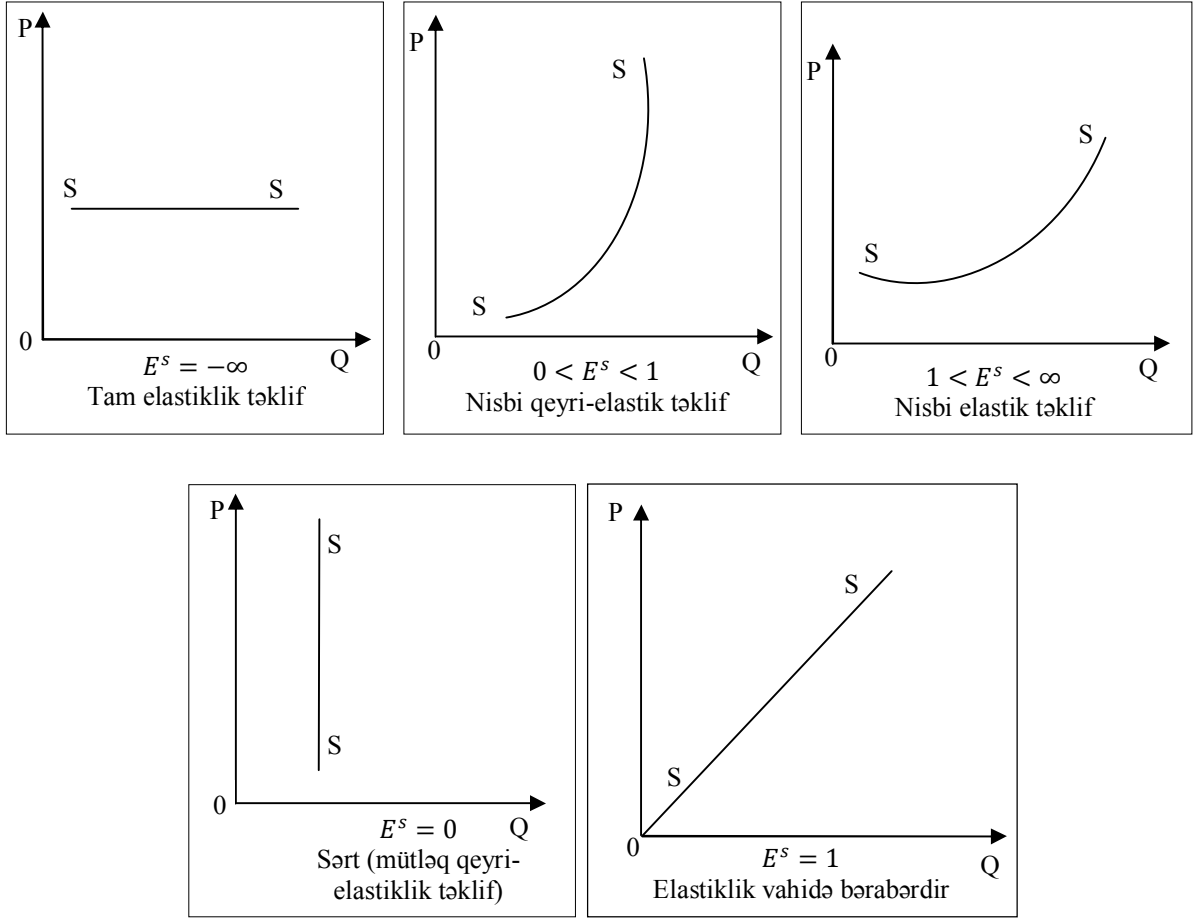 P
S S
0
Q
Eˢ = −∞
Tam elastiklik təklif
P
S
S
0
Q
0 < Eˢ < 1
Nisbi qeyri-elastik təklif
P
S
S
0
Q
1 < Eˢ < ∞
Nisbi elastik təklif
P
S
S
0
Eˢ = 0 Q
Sərt (mütləq qeyri-
elastiklik təklif)
P
S
S
0
Eˢ = 1
Q
Elastiklik vahidə bərabərdir